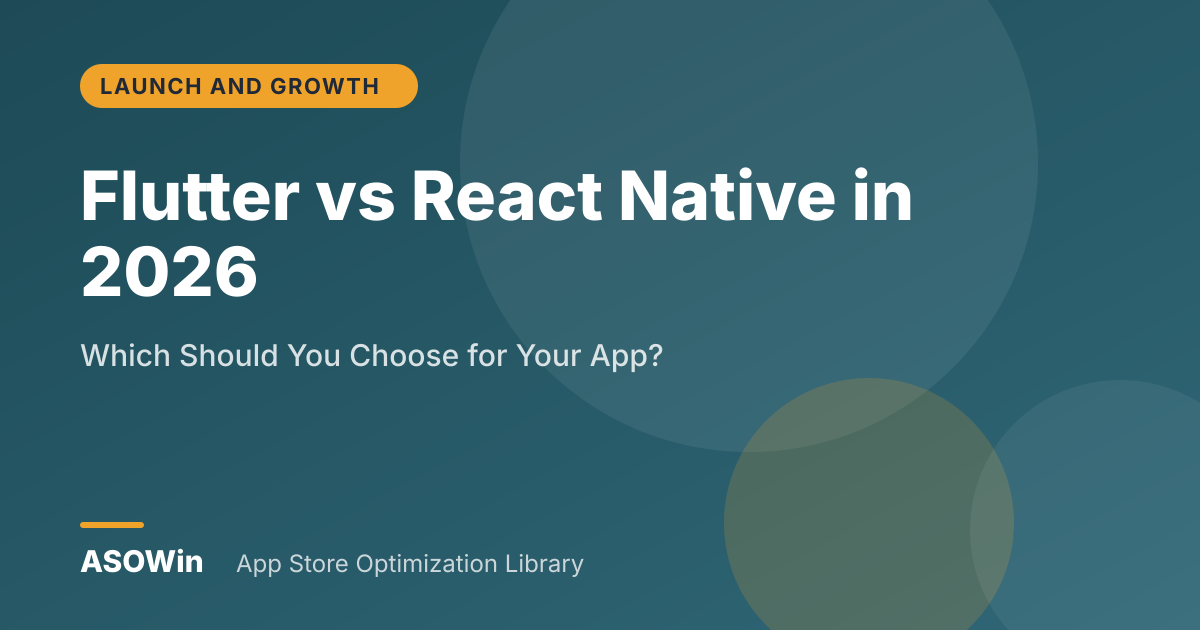 LAUNCH AND GROWTH
Flutter vs React Native in
2026
Which Should You Choose for Your App?
ASOWin App Store Optimization Library